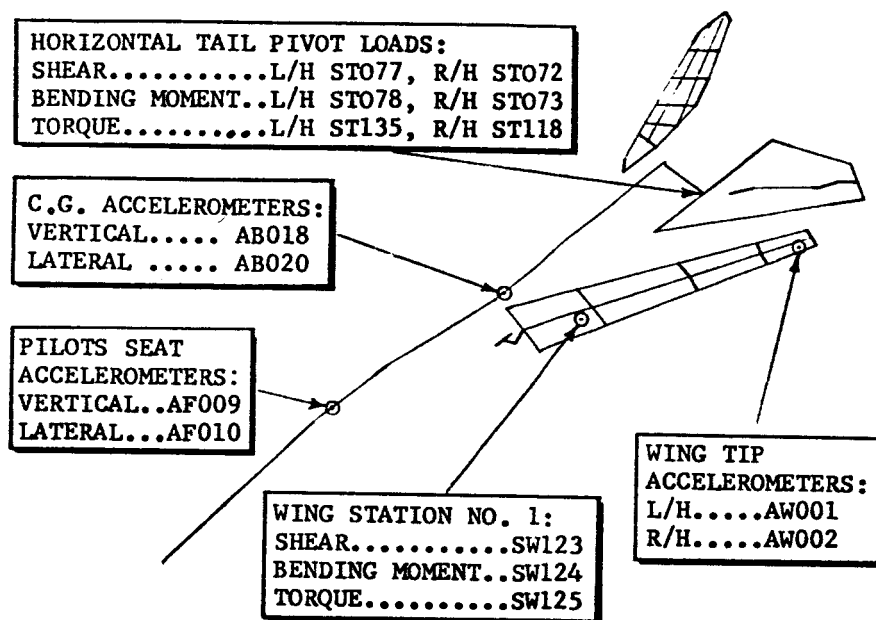 HORIZONTAL TAIL PIVOT LOADS:
SHEAR...........L/H ST077, R/H ST072
BENDING MOMENT..L/H ST078, R/H ST073
TORQUE..........L/H ST135, R/H ST118
C.G. ACCELEROMETERS:
VERTICAL..... AB018
LATERAL ..... AB020
PILOTS SEAT
ACCELEROMETERS:
VERTICAL..AF009
LATERAL...AF010
WING STATION NO. 1:
SHEAR...........SW123
BENDING MOMENT..SW124
TORQUE..........SW125
WING TIP
ACCELEROMETERS:
L/H.....AW001
R/H.....AW002